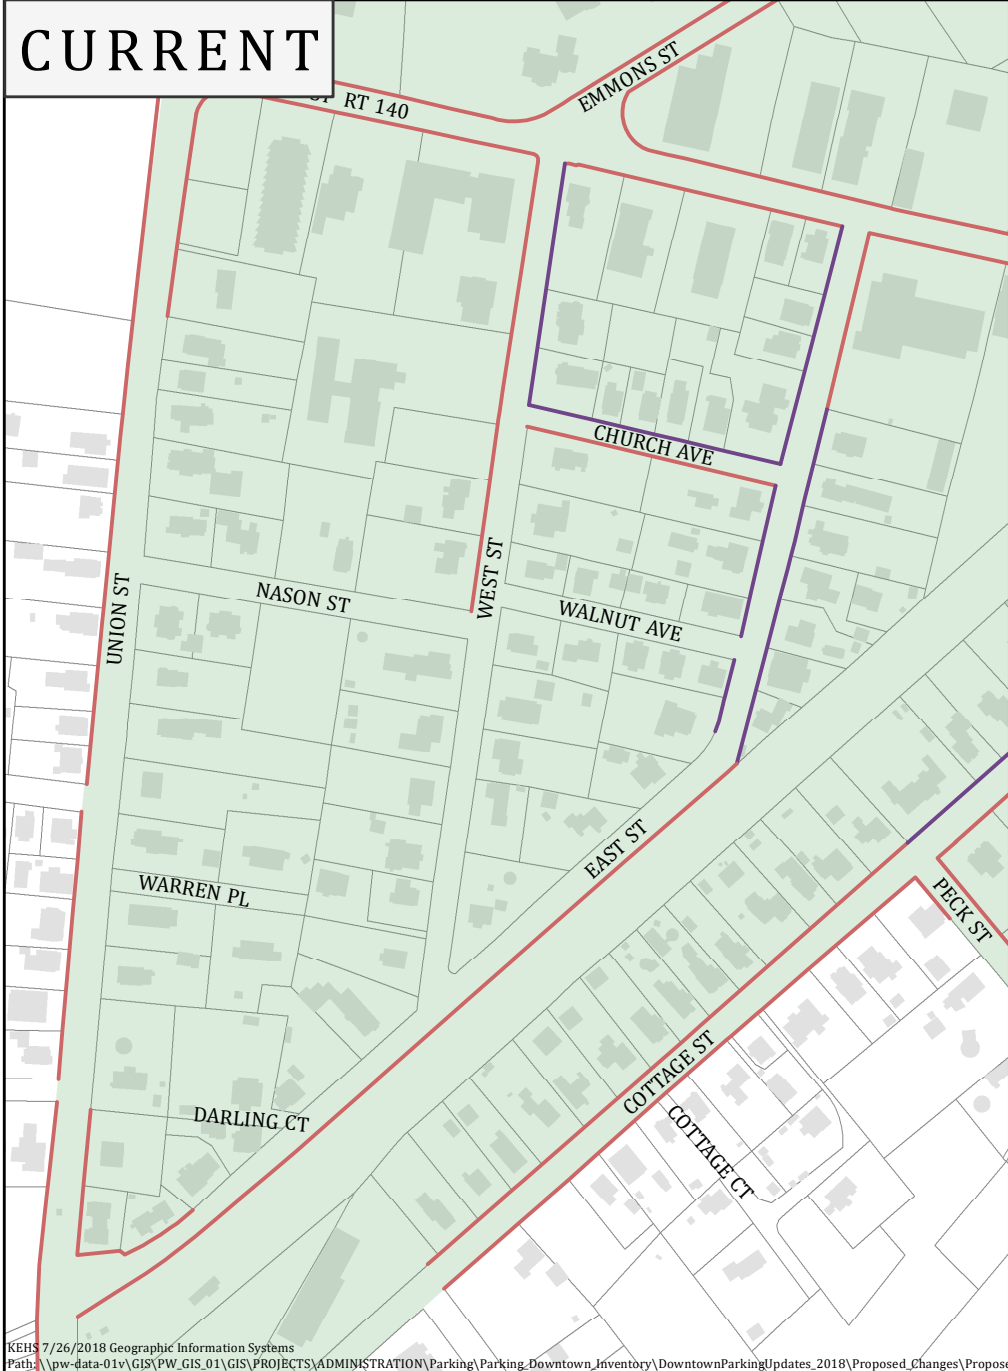 CURRENT
RT 140
EMMONS ST
CHURCH AVE
WEST ST
NASON ST
WALNUT AVE
UNION ST
EAST ST
WARREN PL
PECK ST
COTTAGE ST
DARLING CT
COTTAGE CT
KEHS 7/26/2018 Geographic Information Systems
Path: \\pw-data-01v\GIS\PW_GIS_01\GIS\PROJECTS\ADMINISTRATION\Parking\Parking_Downtown_Inventory\DowntownParkingUpdates_2018\Proposed_Changes\Propos